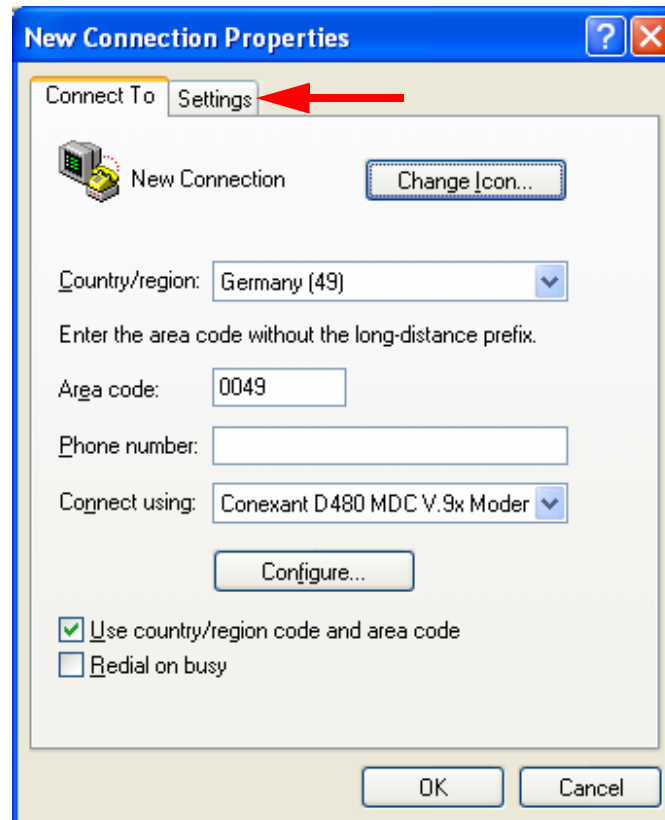 New Connection Properties
Connect To Settings
New Connection Change Icon...
Country/region: Germany (49)
Enter the area code without the long-distance prefix.
Area code: 0049
Phone number:
Connect using: Conexant D480 MDC V.9x Moder
Configure...
Use country/region code and area code
Redial on busy
OK Cancel